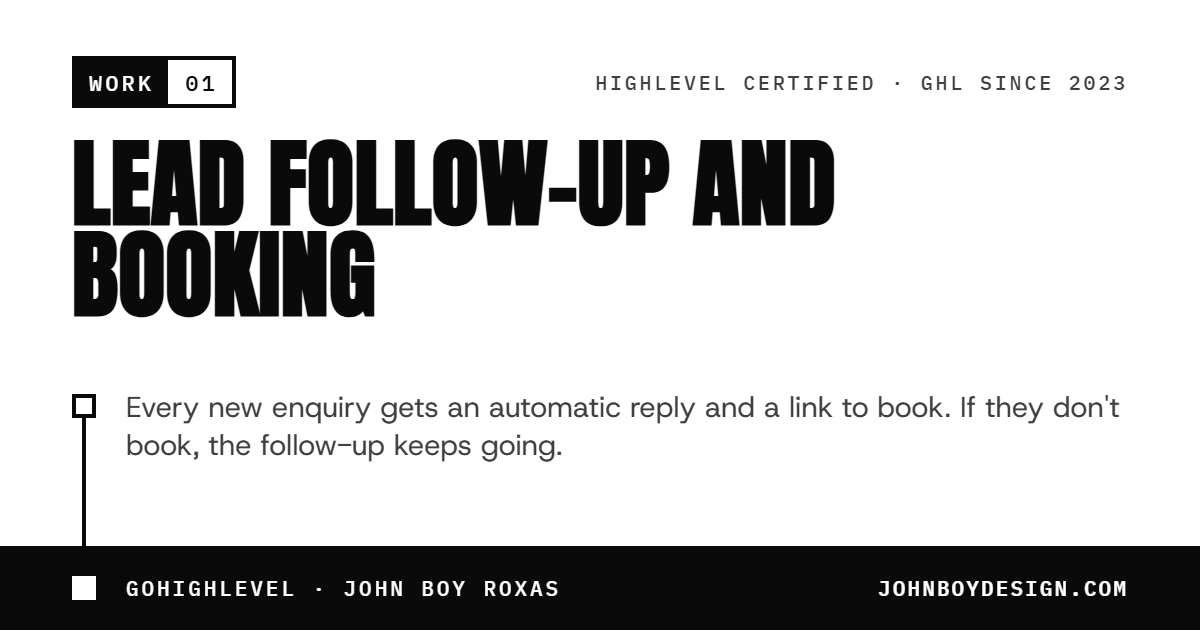 WORK 01
HIGHLEVEL CERTIFIED · GHL SINCE 2023
LEAD FOLLOW-UP AND
BOOKING
Every new enquiry gets an automatic reply and a link to book. If they don't
book, the follow-up keeps going.
GOHIGHLEVEL · JOHN BOY ROXAS
JOHNBOYDESIGN.COM